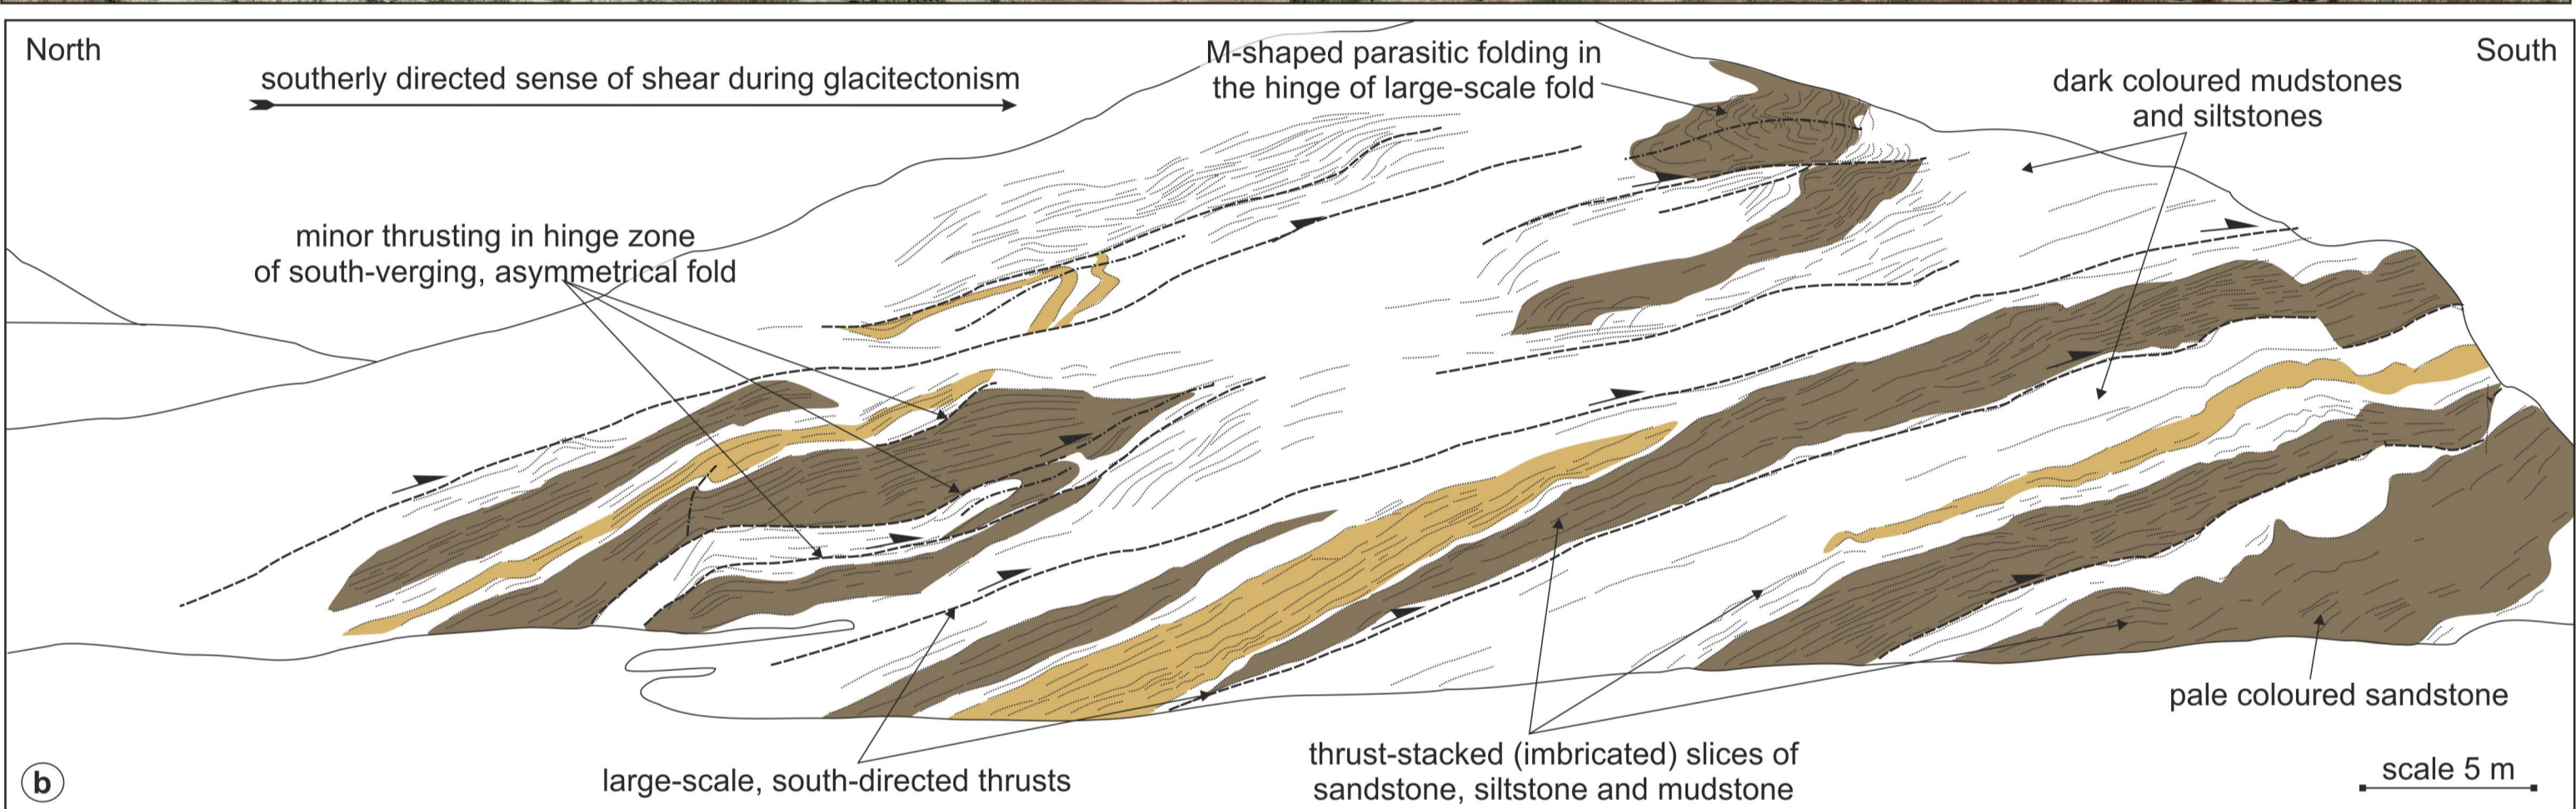 North
South
southerly directed sense of shear during glacitectonism
M-shaped parasitic folding in
the hinge of large-scale fold
dark coloured mudstones
and siltstones
minor thrusting in hinge zone
of south-verging, asymmetrical fold
pale coloured sandstone
large-scale, south-directed thrusts
thrust-stacked (imbricated) slices of
sandstone, siltstone and mudstone
scale 5 m
b